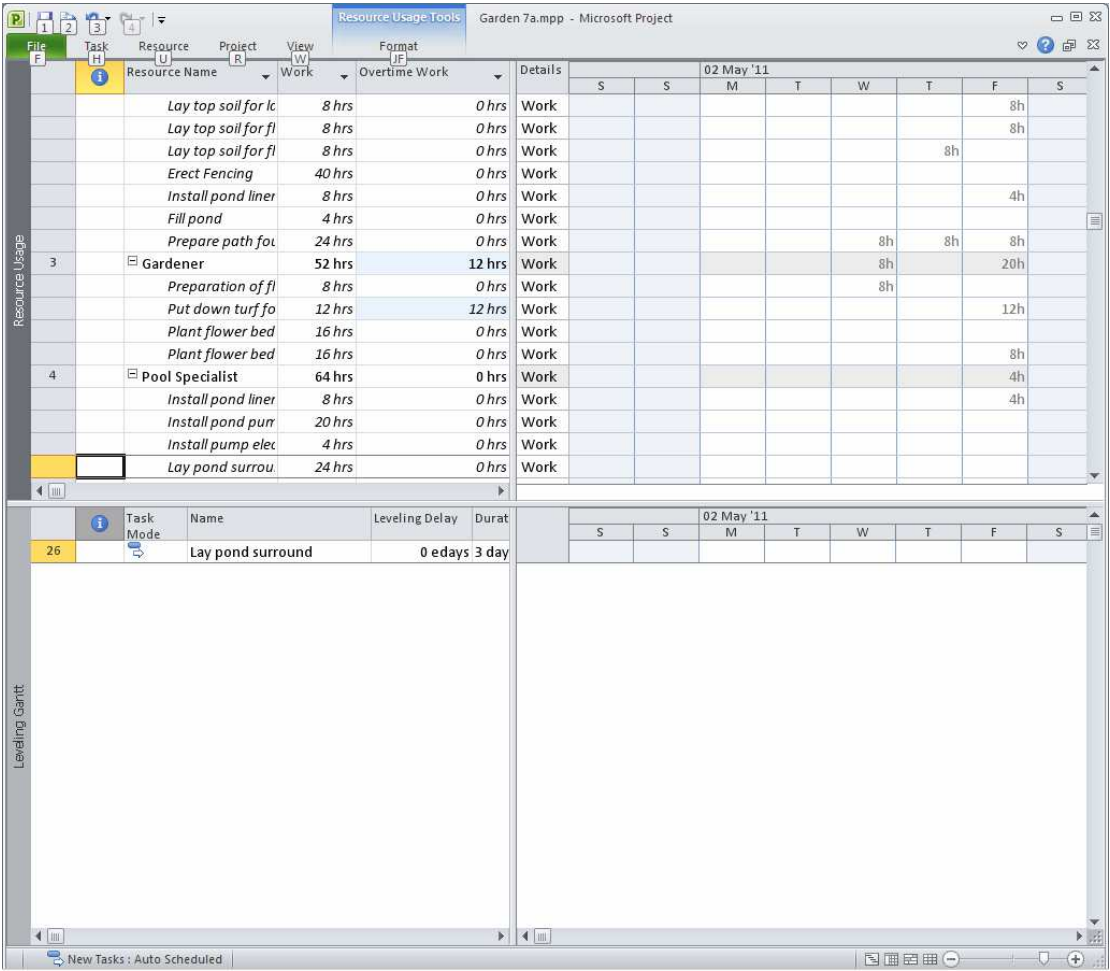 Resource Usage Tools Garden 7a.mpp - Microsoft Project
1 2 3 4
File Task Resource Project View Format
F H U R W JF
Resource Name Work Overtime Work Details 02 May '11
S S M T W T F S
Lay top soil for lc 8 hrs 0 hrs Work 8h
Lay top soil for fl 8 hrs 0 hrs Work 8h
Lay top soil for fl 8 hrs 0 hrs Work 8h
Erect Fencing 40 hrs 0 hrs Work
Install pond liner 8 hrs 0 hrs Work 4h
Fill pond 4 hrs 0 hrs Work
Prepare path fou 24 hrs 0 hrs Work 8h 8h 8h
3 Gardener 52 hrs 12 hrs Work 8h 20h
Preparation of fl 8 hrs 0 hrs Work 8h
Put down turf fo 12 hrs 12 hrs Work 12h
Plant flower bed 16 hrs 0 hrs Work
Plant flower bed 16 hrs 0 hrs Work 8h
4 Pool Specialist 64 hrs 0 hrs Work 4h
Install pond liner 8 hrs 0 hrs Work 4h
Install pond pum 20 hrs 0 hrs Work
Install pump elec 4 hrs 0 hrs Work
Lay pond surrou 24 hrs 0 hrs Work
Resource Usage
Task Mode Name Leveling Delay Durat 02 May '11
S S M T W T F S
26 Lay pond surround 0 edays 3 day
Leveling Gantt
New Tasks : Auto Scheduled